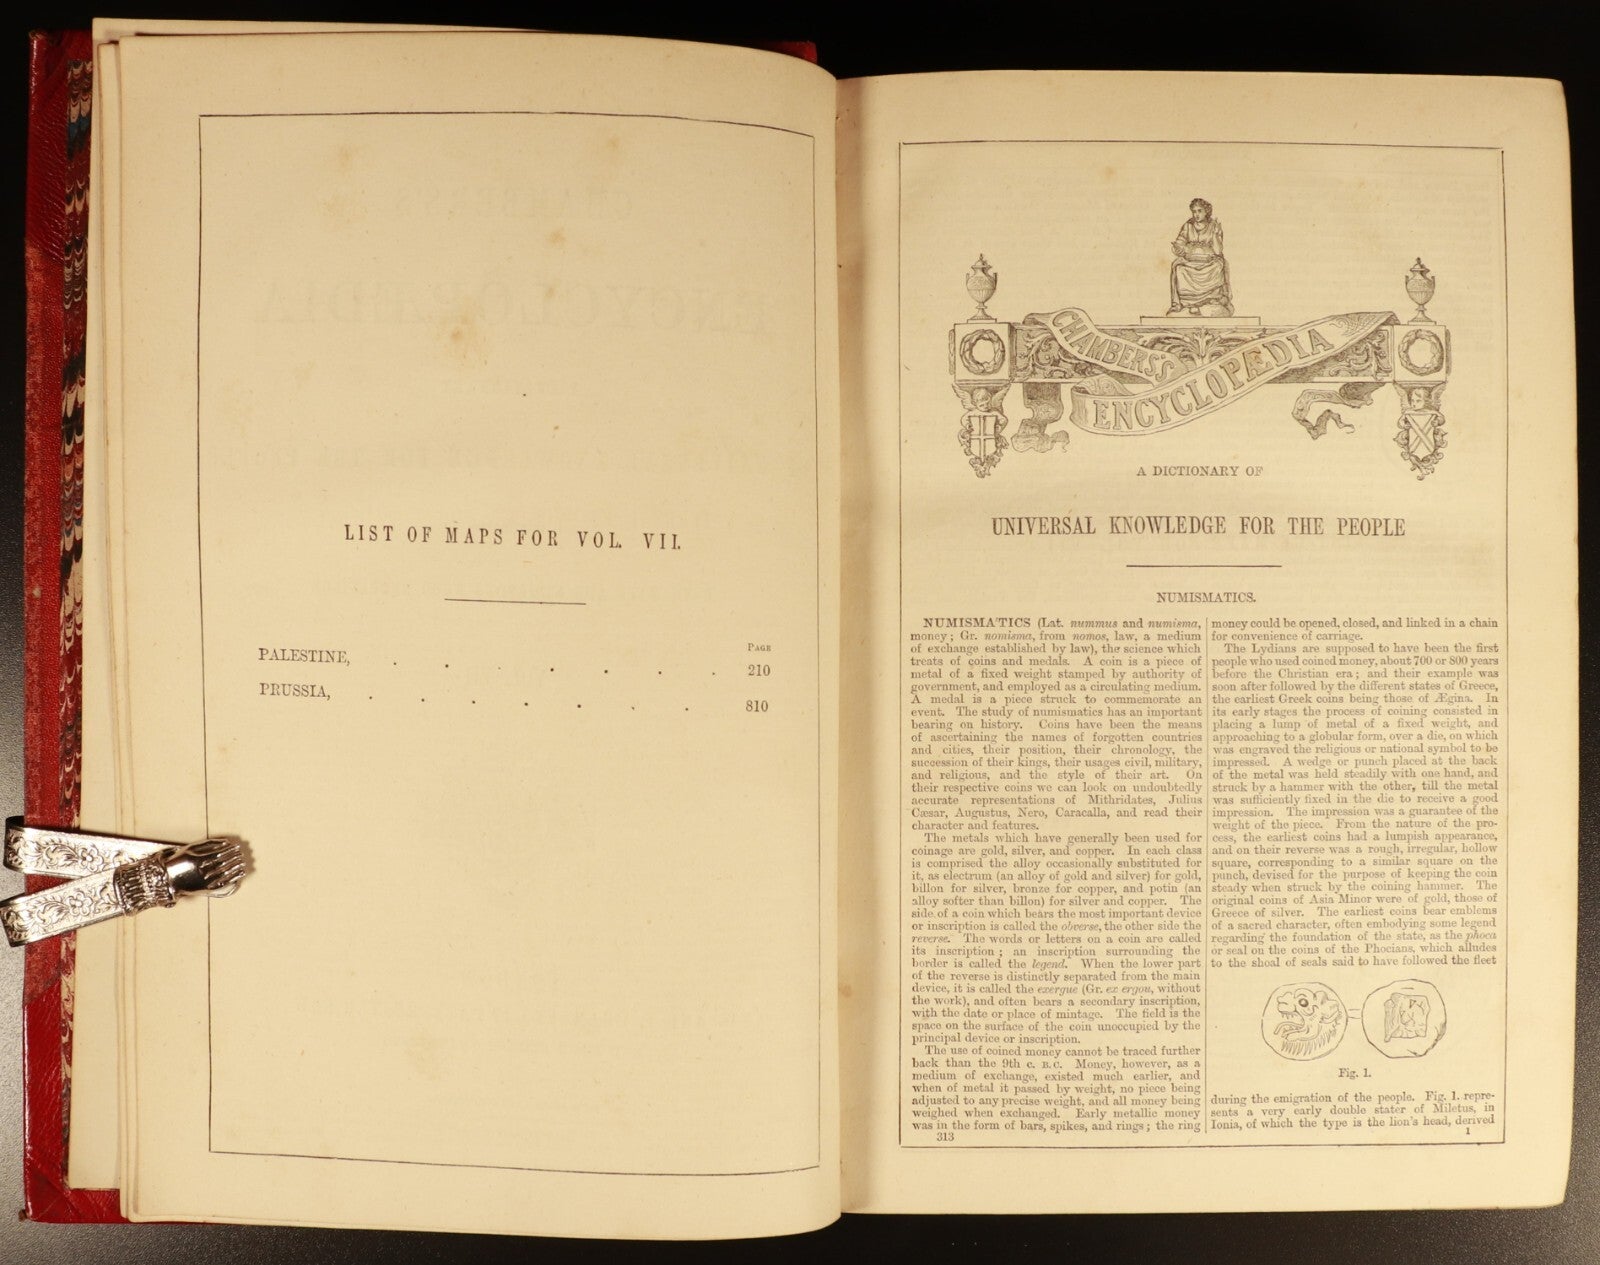 LIST OF MAPS FOR VOL. VII.
PAGE
PALESTINE, . . . . . . . 210
PRUSSIA, . . . . . . . 810
CHAMBERS'S
ENCYCLOPÆDIA
A DICTIONARY OF
UNIVERSAL KNOWLEDGE FOR THE PEOPLE
NUMISMATICS.
NUMISMA'TICS (Lat. nummus and numisma,
money; Gr. nomisma, from nomos, law, a medium
of exchange established by law), the science which
treats of coins and medals. A coin is a piece of
metal of a fixed weight stamped by authority of
government, and employed as a circulating medium.
A medal is a piece struck to commemorate an
event. The study of numismatics has an important
bearing on history. Coins have been the means
of ascertaining the names of forgotten countries
and cities, their position, their chronology, the
succession of their kings, their usages civil, military,
and religious, and the style of their art. On
their respective coins we can look on undoubtedly
accurate representations of Mithridates, Julius
Cæsar, Augustus, Nero, Caracalla, and read their
character and features.
The metals which have generally been used for
coinage are gold, silver, and copper. In each class
is comprised the alloy occasionally substituted for
it, as electrum (an alloy of gold and silver) for gold,
billon for silver, bronze for copper, and potin (an
alloy softer than billon) for silver and copper. The
side of a coin which bears the most important device
or inscription is called the obverse, the other side the
reverse. The words or letters on a coin are called
its inscription; an inscription surrounding the
border is called the legend. When the lower part
of the reverse is distinctly separated from the main
device, it is called the exergue (Gr. ex ergou, without
the work), and often bears a secondary inscription,
with the date or place of mintage. The field is the
space on the surface of the coin unoccupied by the
principal device or inscription.
The use of coined money cannot be traced further
back than the 9th c. B.C. Money, however, as a
medium of exchange, existed much earlier, and
when of metal it passed by weight, no piece being
adjusted to any precise weight, and all money being
weighed when exchanged. Early metallic money
was in the form of bars, spikes, and rings; the ring
313
money could be opened, closed, and linked in a chain
for convenience of carriage.
The Lydians are supposed to have been the first
people who used coined money, about 700 or 800 years
before the Christian era; and their example was
soon after followed by the different states of Greece,
the earliest Greek coins being those of Ægina. In
its early stages the process of coining consisted in
placing a lump of metal of a fixed weight, and
approaching to a globular form, over a die, on which
was engraved the religious or national symbol to be
impressed. A wedge or punch placed at the back
of the metal was held steadily with one hand, and
struck by a hammer with the other, till the metal
was sufficiently fixed in the die to receive a good
impression. The impression was a guarantee of the
weight of the piece. From the nature of the pro-
cess, the earliest coins had a lumpish appearance,
and on their reverse was a rough, irregular, hollow
square, corresponding to a similar square on the
punch, devised for the purpose of keeping the coin
steady when struck by the coining hammer. The
original coins of Asia Minor were of gold, those of
Greece of silver. The earliest coins bear emblems
of a sacred character, often embodying some legend
regarding the foundation of the state, as the phoca
or seal on the coins of the Phocians, which alludes
to the shoal of seals said to have followed the fleet
Fig. 1.
during the emigration of the people. Fig. 1. repre-
sents a very early double stater of Miletus, in
Ionia, of which the type is the lion's head, derived
1